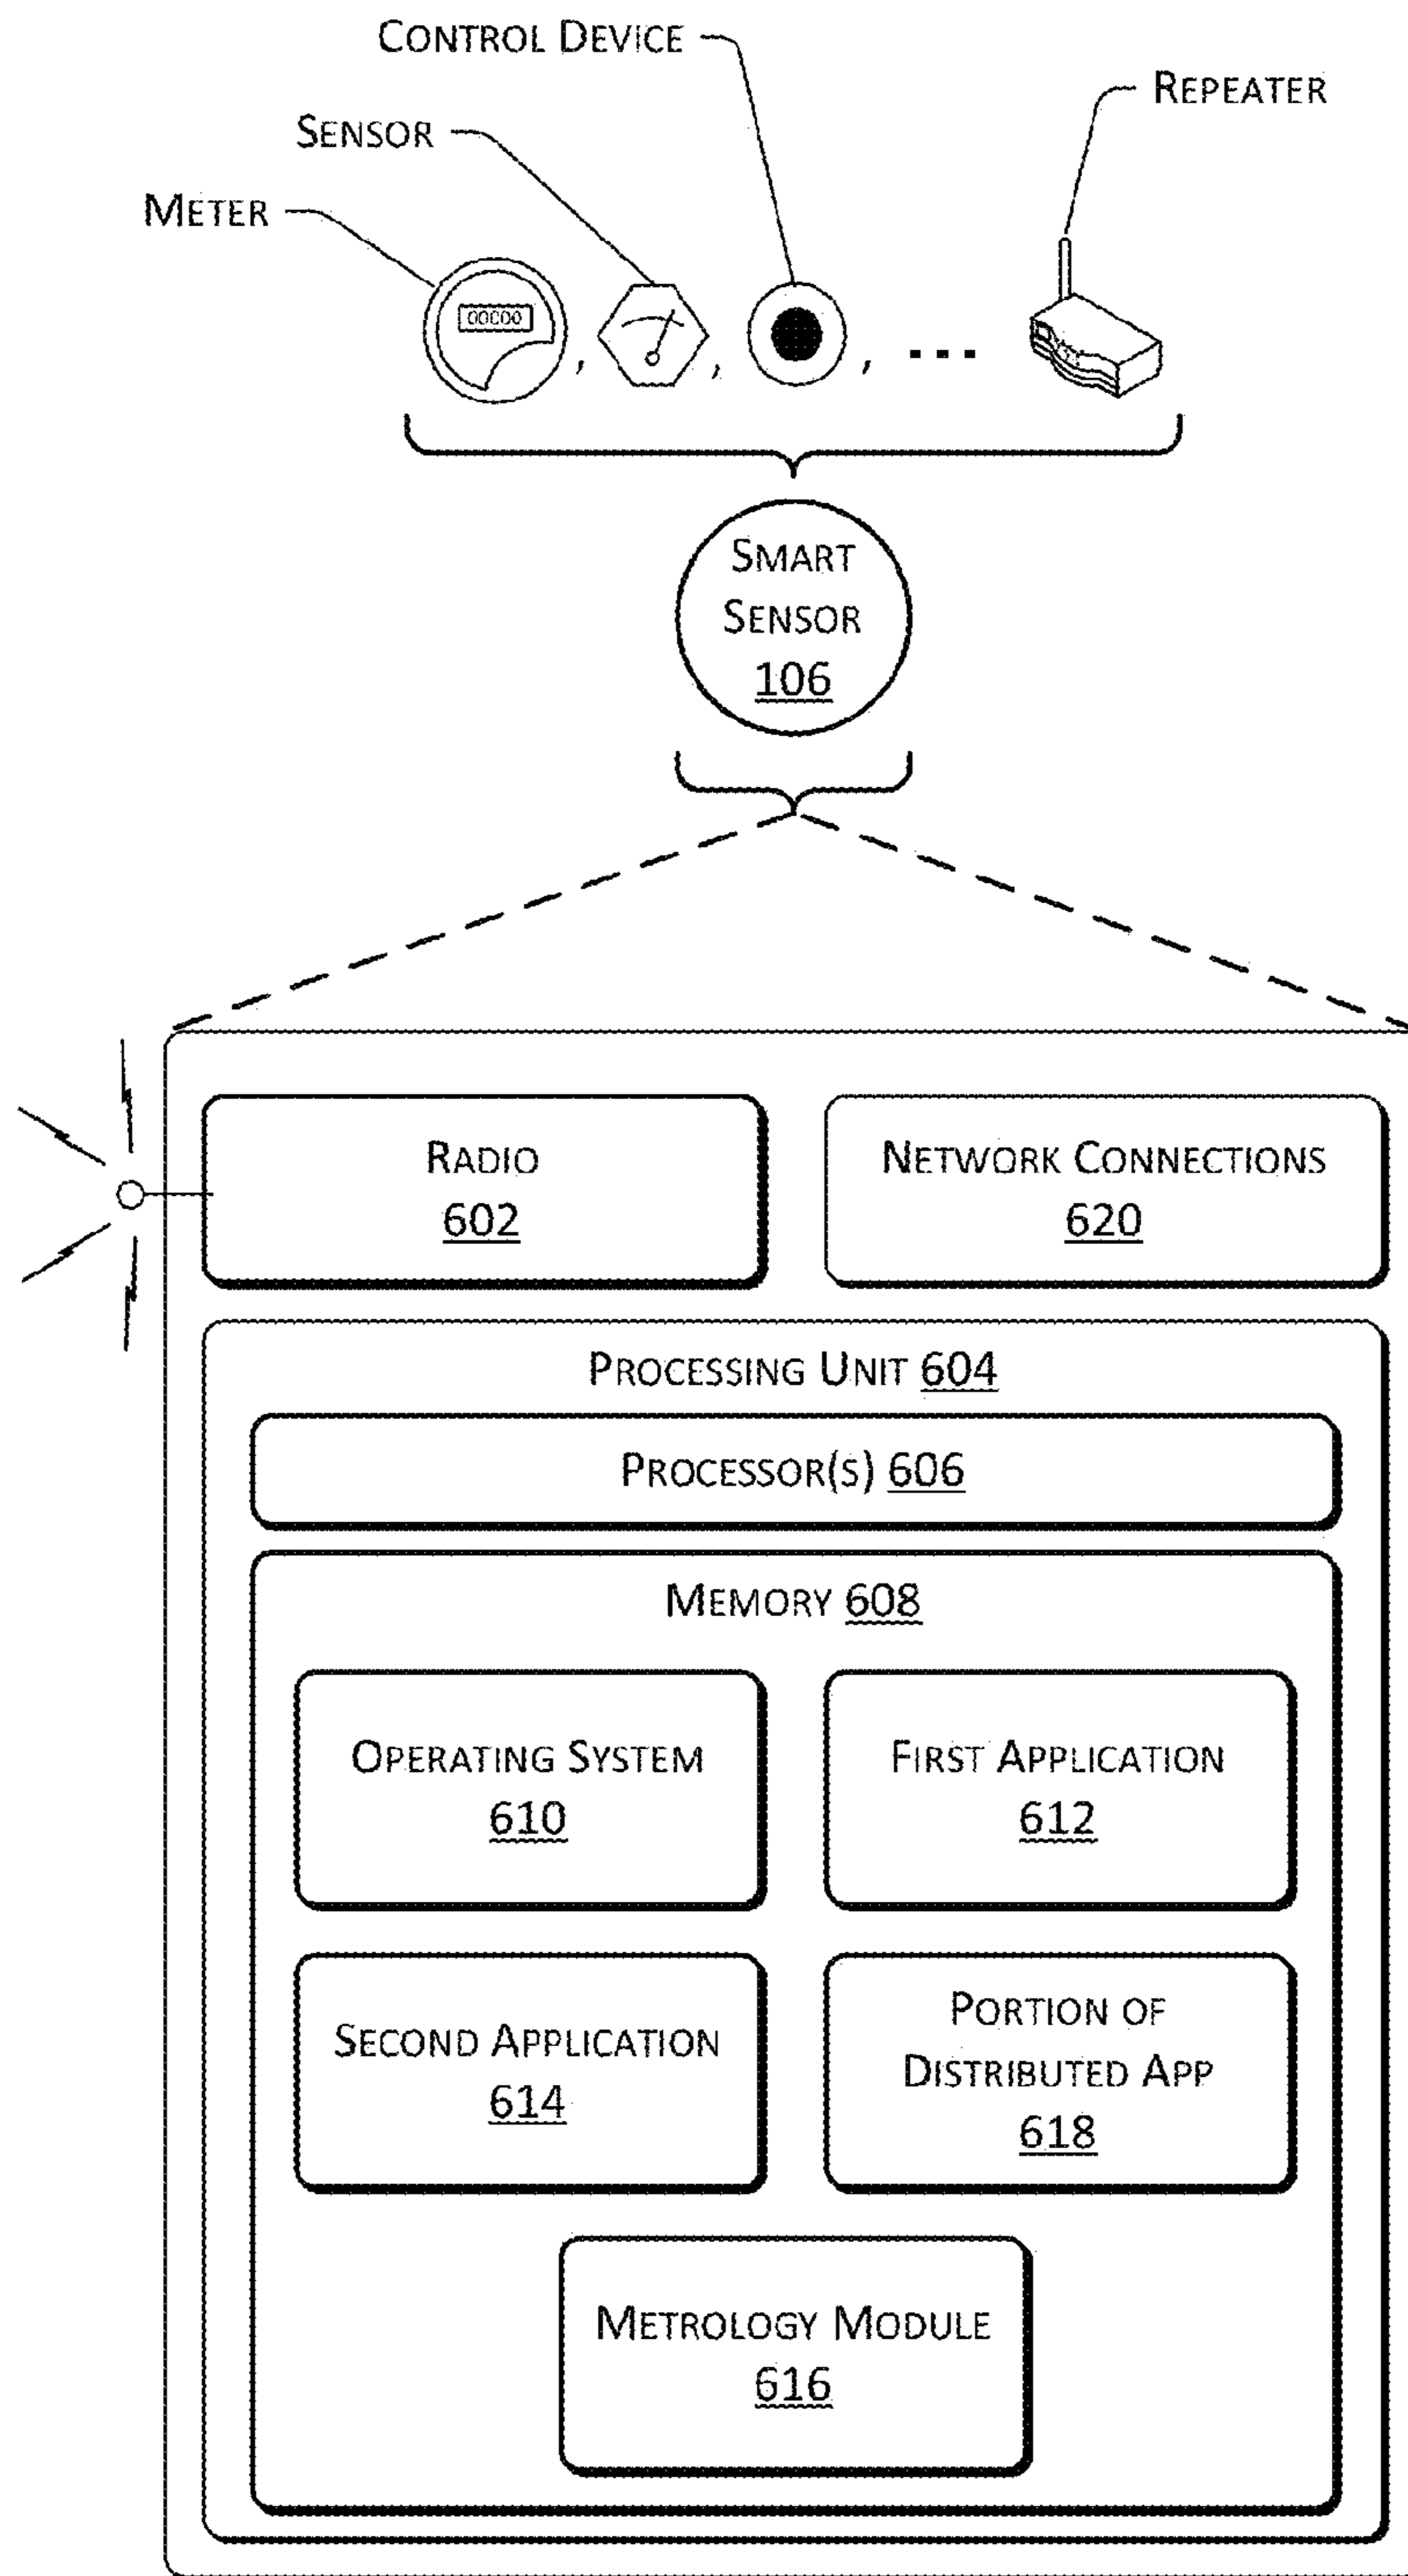 CONTROL DEVICE
REPEATER
SENSOR
METER
00000
, , , ...
SMART
SENSOR
106
RADIO
602
NETWORK CONNECTIONS
620
PROCESSING UNIT 604
PROCESSOR(S) 606
MEMORY 608
OPERATING SYSTEM
610
FIRST APPLICATION
612
SECOND APPLICATION
614
PORTION OF
DISTRIBUTED APP
618
METROLOGY MODULE
616